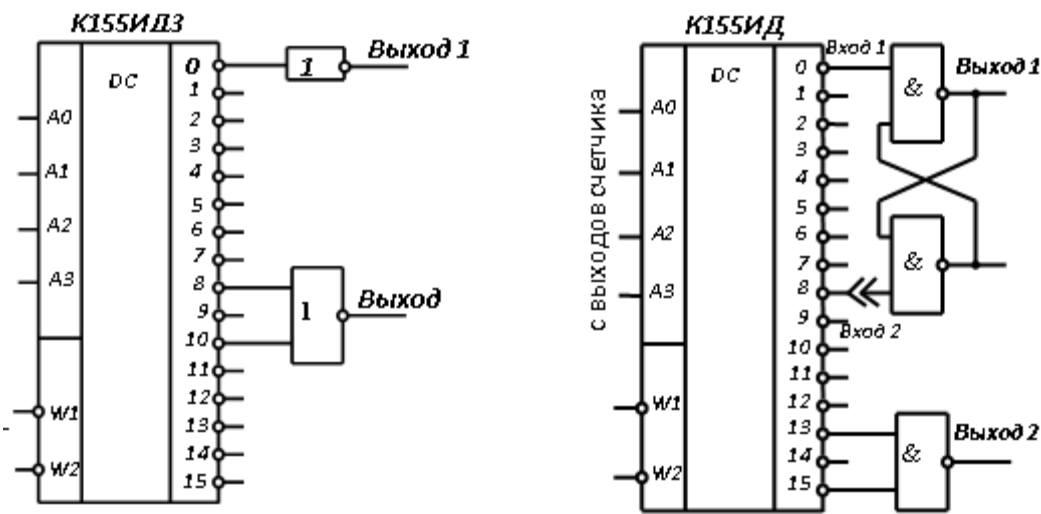 К155ИД3
DC
A0
A1
A2
A3
W1
W2
0
1
2
3
4
5
6
7
8
9
10
11
12
13
14
15
1
Выход 1
1
Выход
К155ИД
с выходов счетчика
DC
A0
A1
A2
A3
W1
W2
0
1
2
3
4
5
6
7
8
9
10
11
12
13
14
15
Вход 1
&
Выход 1
&
Вход 2
&
Выход 2